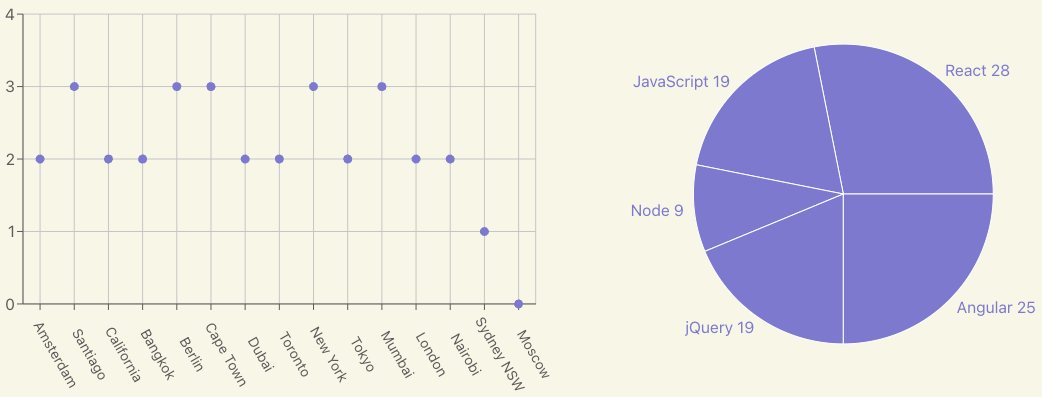 4
3
2
1
0
Amsterdam
Santiago
California
Bangkok
Berlin
Cape Town
Dubai
Toronto
New York
Tokyo
Mumbai
London
Nairobi
Sydney NSW
Moscow
React 28
JavaScript 19
Node 9
jQuery 19
Angular 25